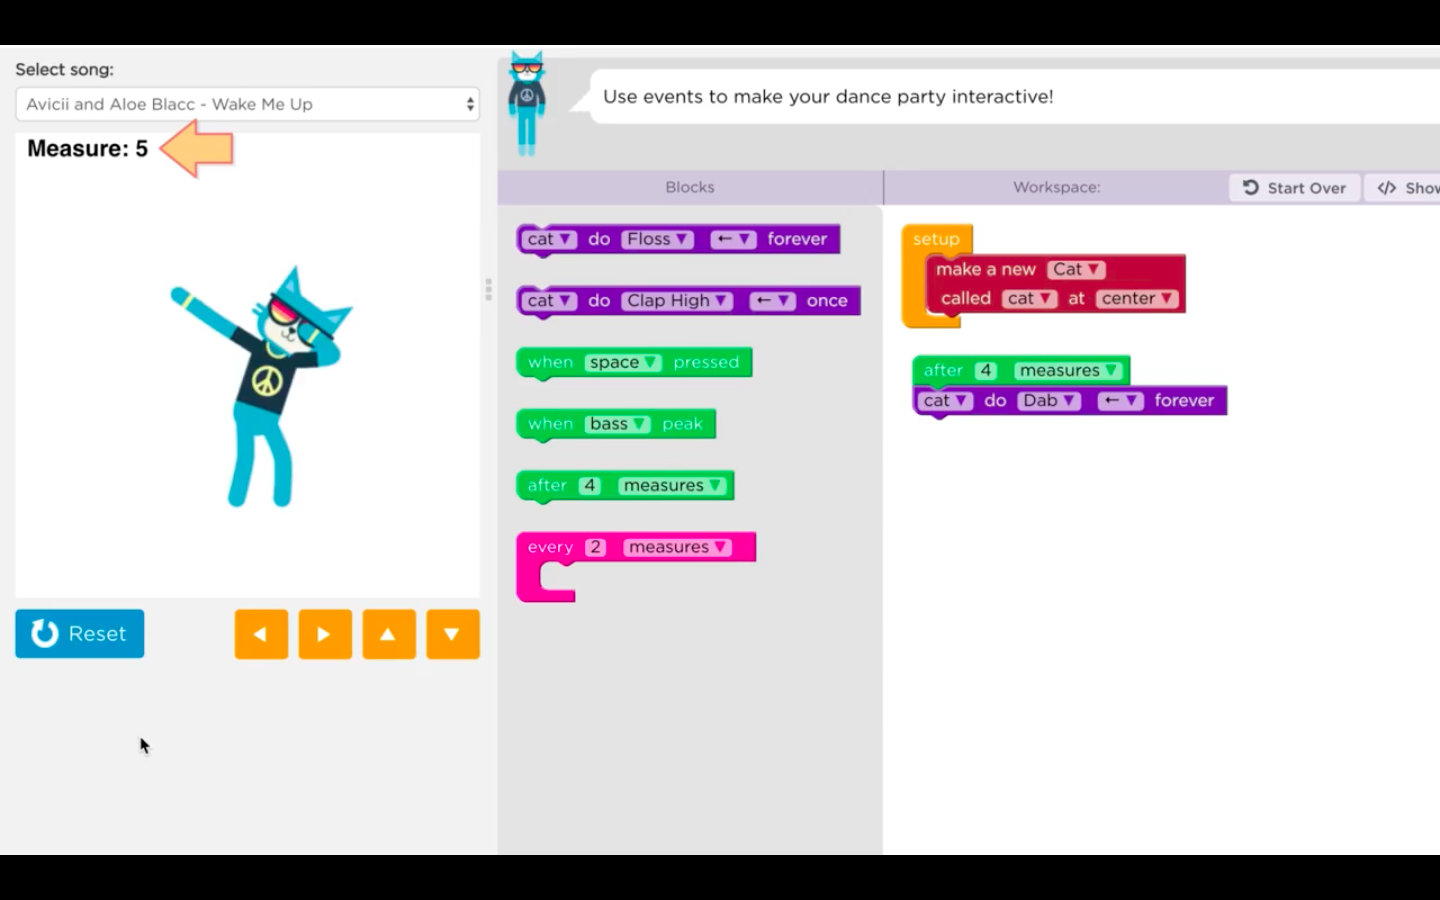 Select song:
Avicii and Aloe Blacc - Wake Me Up
Measure: 5
Reset
Use events to make your dance party interactive!
Blocks
Workspace:
Start Over
</> Show
cat do Floss ← forever
cat do Clap High ← once
when space pressed
when bass peak
after 4 measures
every 2 measures
setup
make a new Cat
called cat at center
after 4 measures
cat do Dab ← forever